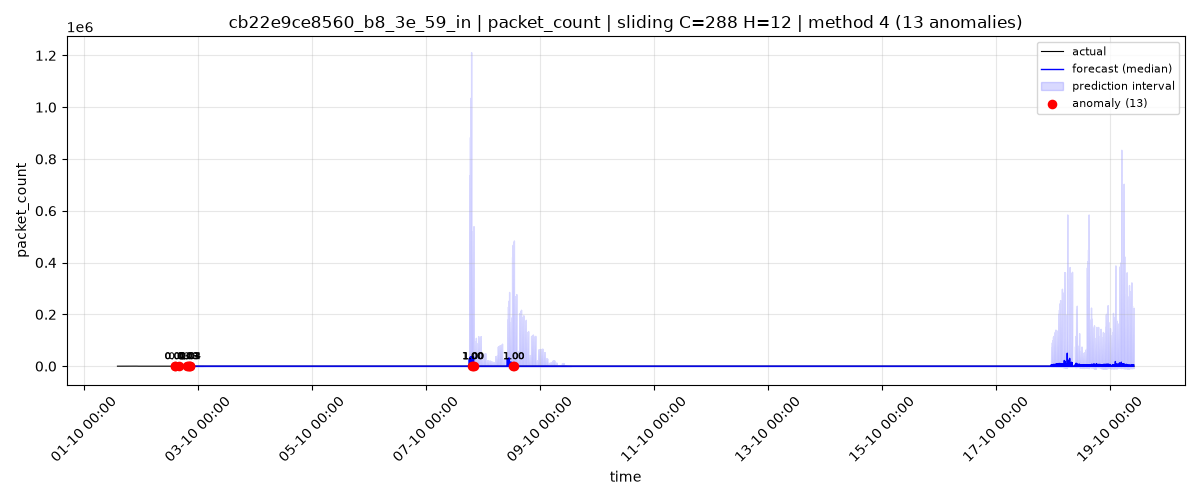 cb22e9ce8560_b8_3e_59_in | packet_count | sliding C=288 H=12 | method 4 (13 anomalies)
1e6
actual
forecast (median)
prediction interval
anomaly (13)
1.2
1.0
0.8
0.6
0.4
0.2
0.0
packet_count
1.00
1.00
01-10 00:00
03-10 00:00
05-10 00:00
07-10 00:00
09-10 00:00
11-10 00:00
13-10 00:00
15-10 00:00
17-10 00:00
19-10 00:00
time